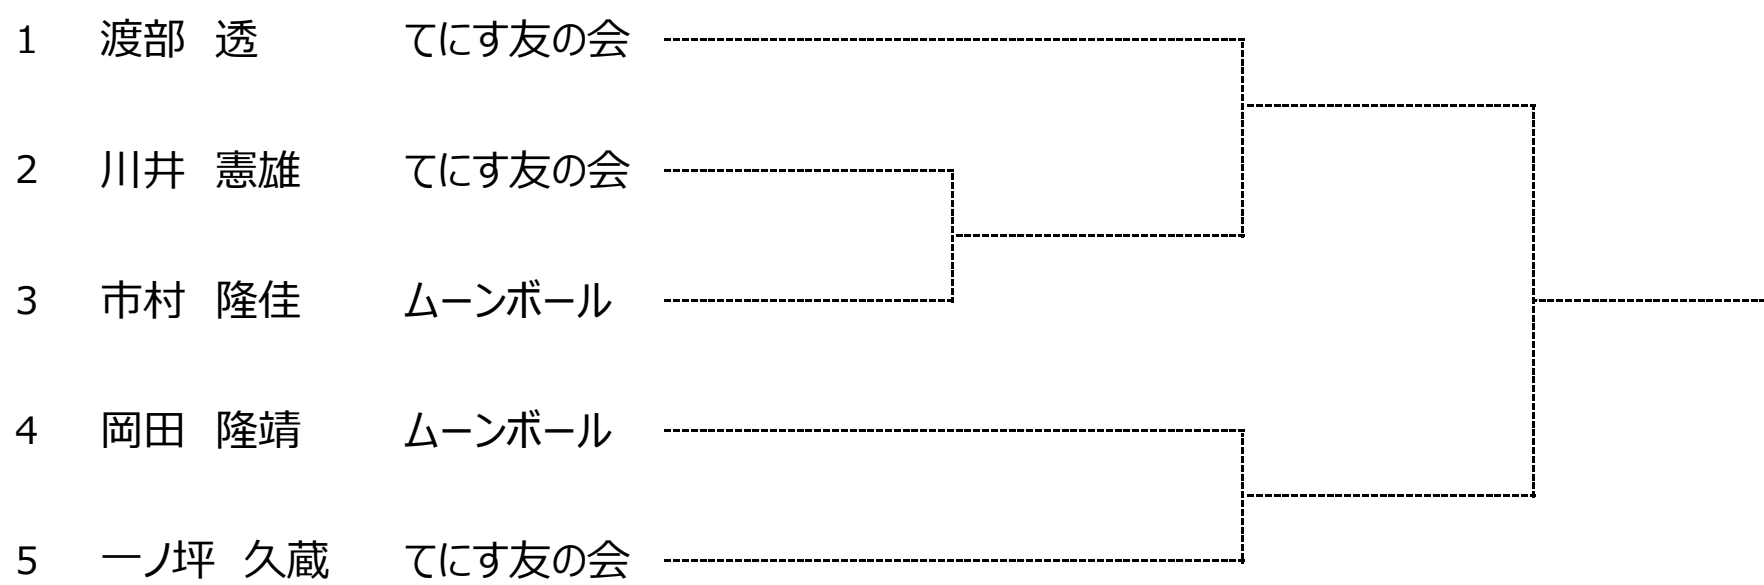 1 渡部 透 てにす友の会
2 川井 憲雄 てにす友の会
3 市村 隆佳 ムーンボール
4 岡田 隆靖 ムーンボール
5 一ノ坪 久蔵 てにす友の会